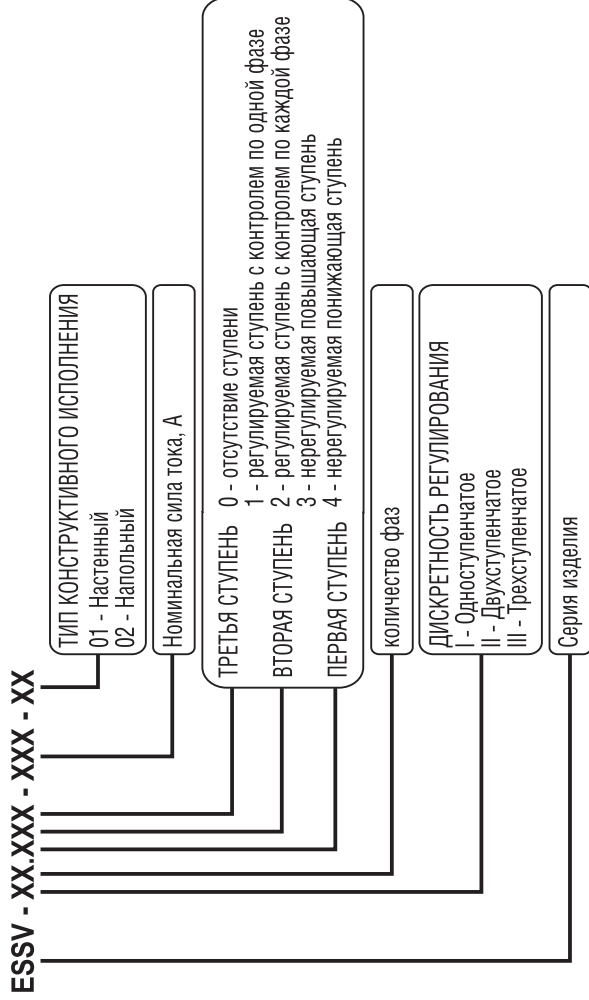 ESSV - XX.XXX - XXX - XX
ТИП КОНСТРУКТИВНОГО ИСПОЛНЕНИЯ
01 - Настенный
02 - Напольный
Номинальная сила тока, А
ТРЕТЬЯ СТУПЕНЬ
ВТОРАЯ СТУПЕНЬ
ПЕРВАЯ СТУПЕНЬ
0 - отсутствие ступени
1 - регулируемая ступень с контролем по одной фазе
2 - регулируемая ступень с контролем по каждой фазе
3 - нерегулируемая повышающая ступень
4 - нерегулируемая понижающая ступень
количество фаз
ДИСКРЕТНОСТЬ РЕГУЛИРОВАНИЯ
I - Одноступенчатое
II - Двухступенчатое
III - Трехступенчатое
Серия изделия